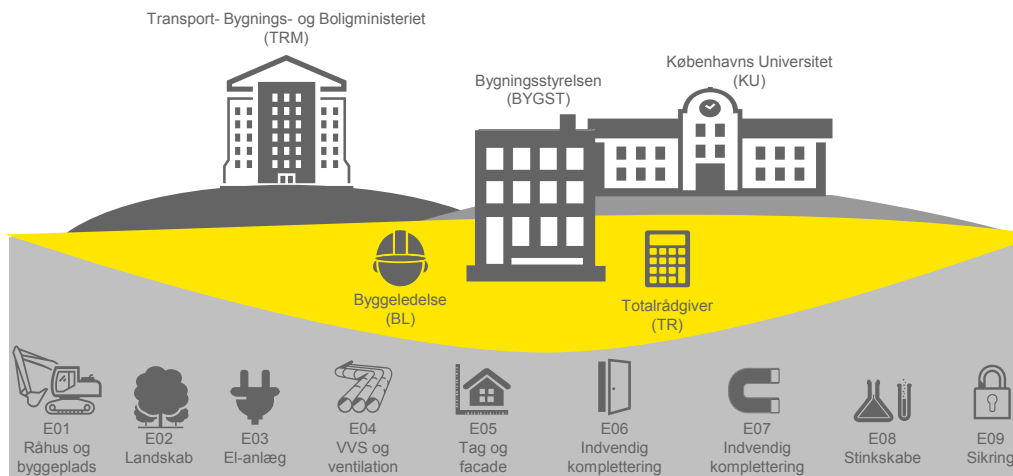 Transport- Bygnings- og Boligministeriet
(TRM)
Københavns Universitet
(KU)
Bygningsstyrelsen
(BYGST)
Byggeledelse
(BL)
Totalrådgiver
(TR)
E01
Råhus og
byggeplads
E02
Landskab
E03
El-anlæg
E04
VVS og
ventilation
E05
Tag og
facade
E06
Indvendig
komplettering
E07
Indvendig
komplettering
E08
Stinkskabe
E09
Sikring